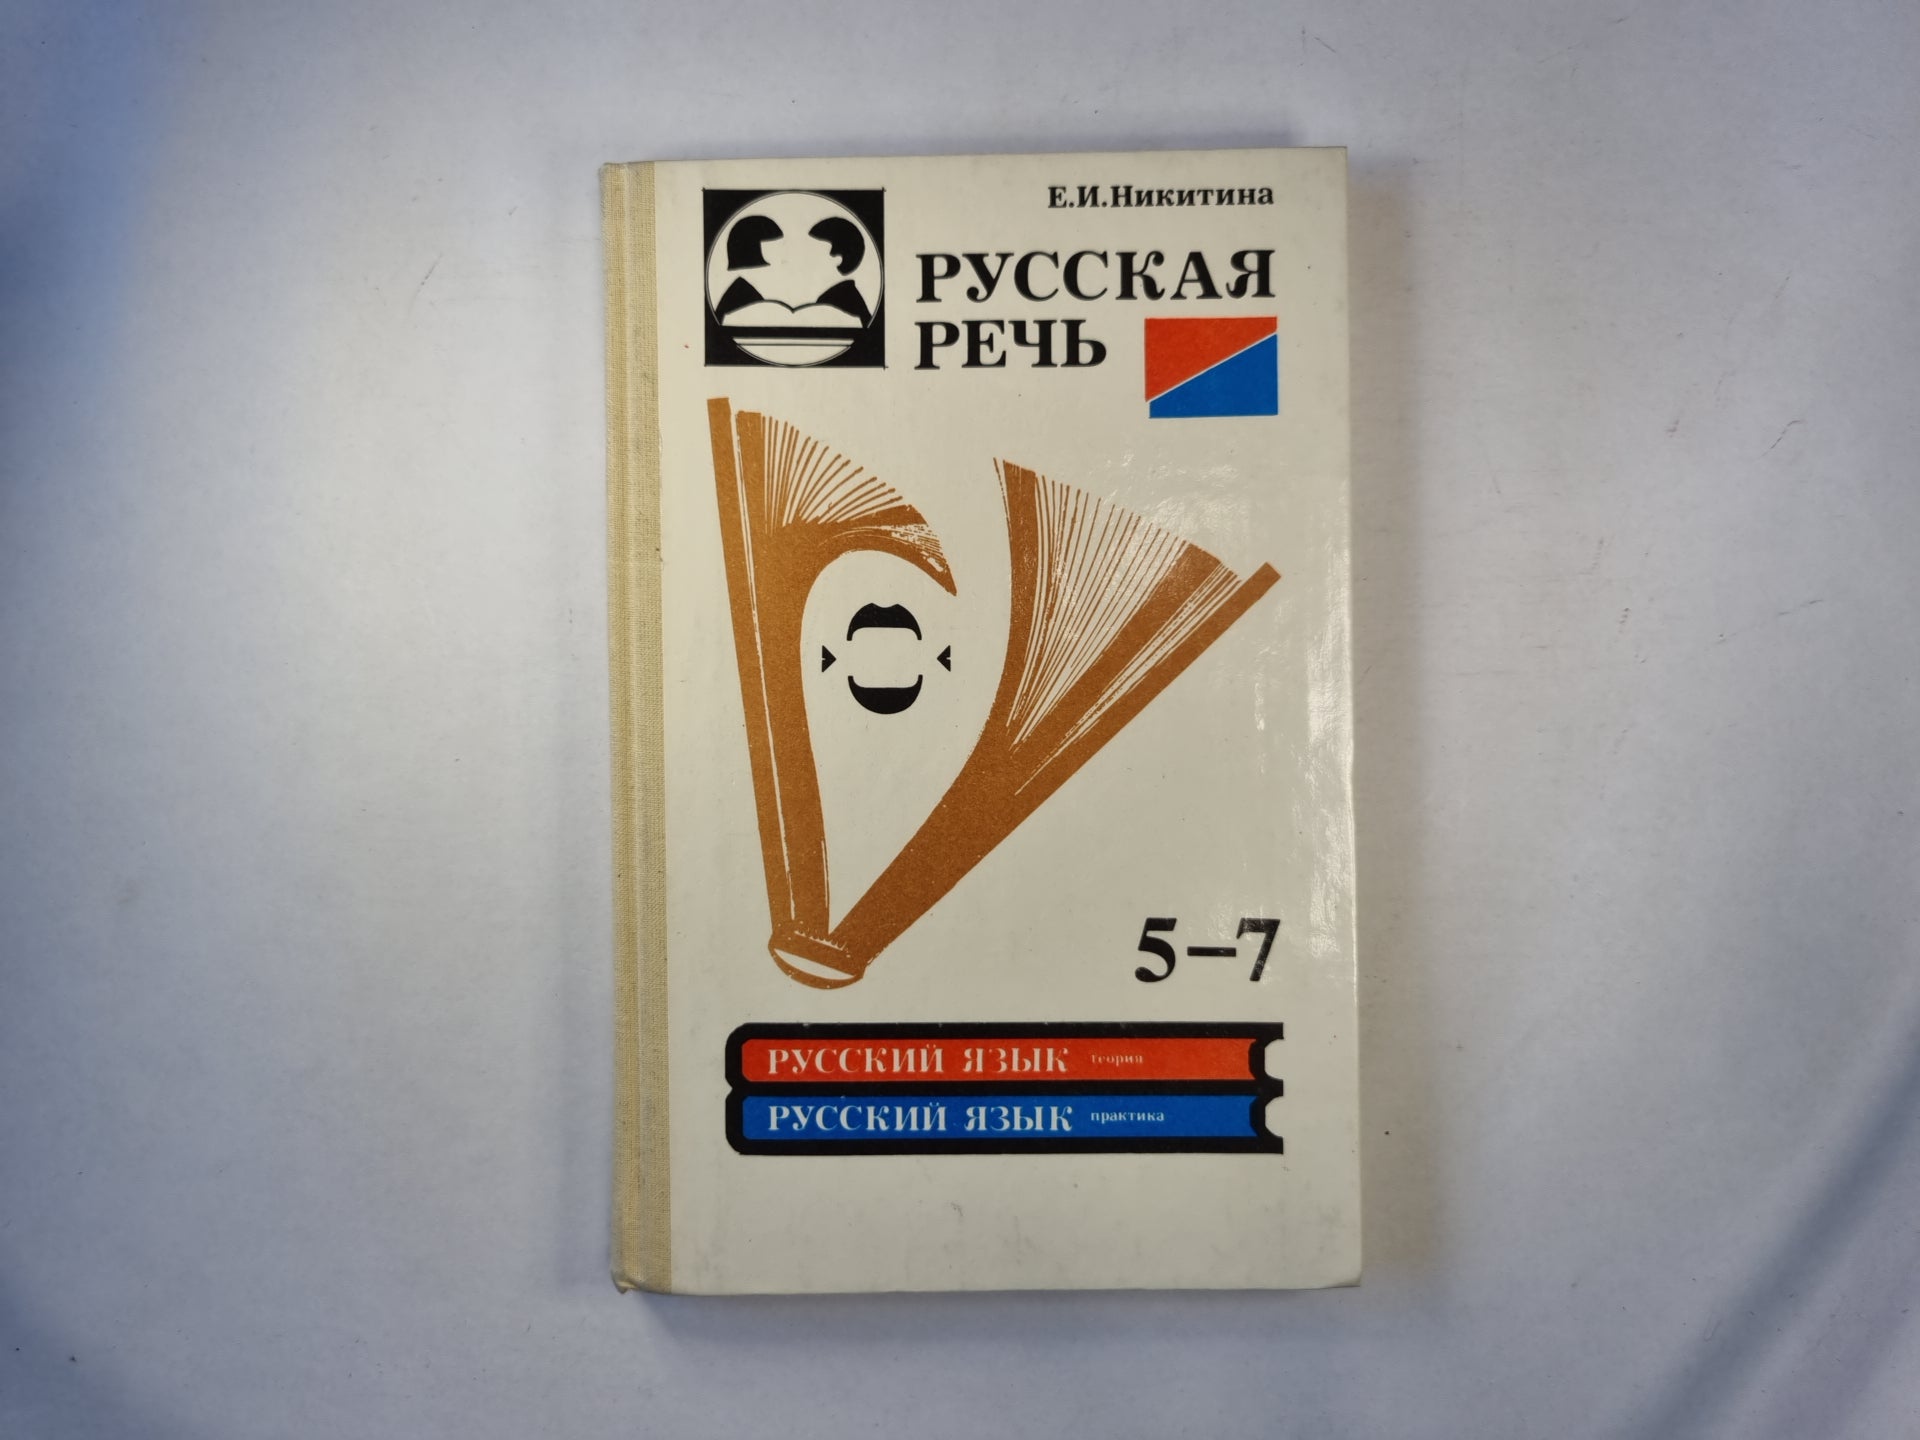 Е.И.Никитина
РУССКАЯ
РЕЧЬ
5–7
РУССКИЙ ЯЗЫК теория
РУССКИЙ ЯЗЫК практика